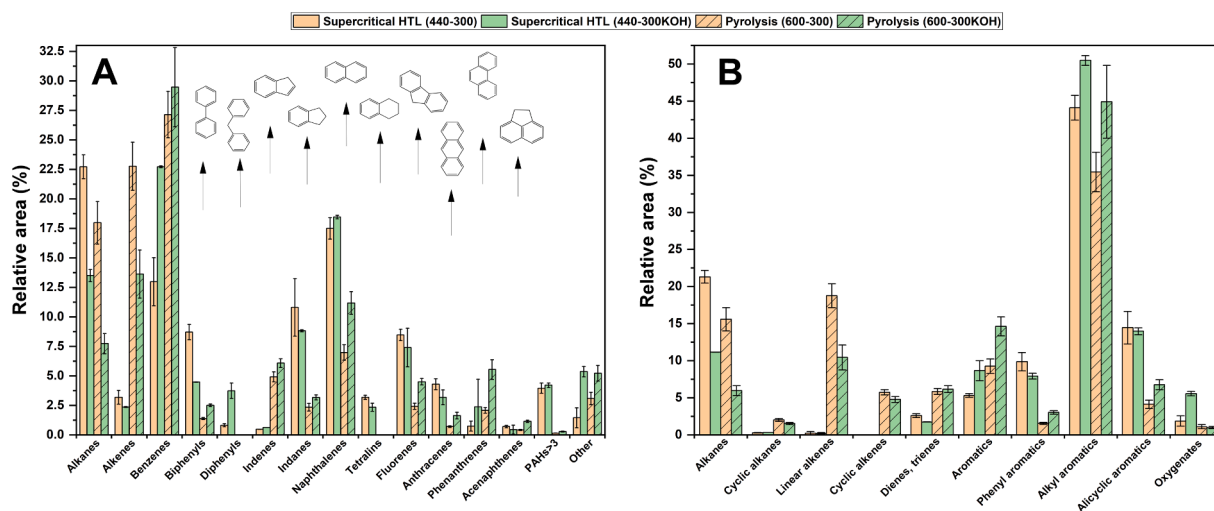 Supercritical HTL (440-300) Supercritical HTL (440-300KOH) Pyrolysis (600-300) Pyrolysis (600-300KOH)
A
Relative area (%)
32.5
30.0
27.5
25.0
22.5
20.0
17.5
15.0
12.5
10.0
7.5
5.0
2.5
0.0
Alkanes
Alkenes
Benzenes
Biphenyls
Diphenyls
Indenes
Indanes
Naphthalenes
Tetralins
Fluorenes
Anthracenes
Phenanthrenes
Acenaphthenes
PAHs>3
Other
B
Relative area (%)
50
45
40
35
30
25
20
15
10
5
0
Alkanes
Cyclic alkanes
Linear alkenes
Cyclic alkenes
Dienes, trienes
Aromatics
Phenyl aromatics
Alkyl aromatics
Alicyclic aromatics
Oxygenates